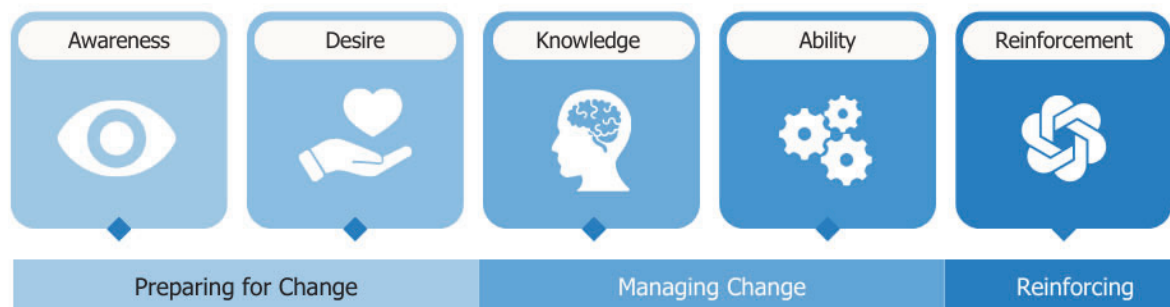 Awareness
Desire
Knowledge
Ability
Reinforcement
Preparing for Change
Managing Change
Reinforcing